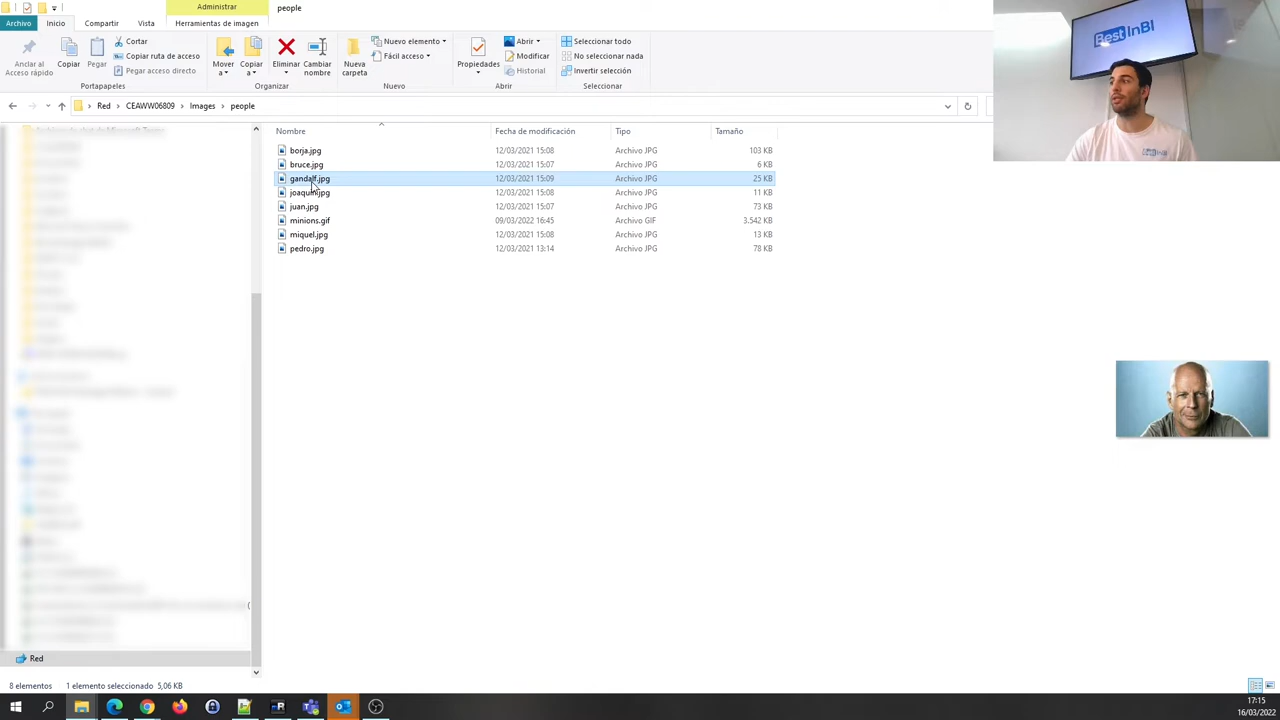 Administrar
people
Archivo
Inicio
Compartir
Vista
Herramientas de imagen
Anclar al
Acceso rápido
Copiar
Pegar
Cortar
Copiar ruta de acceso
Pegar acceso directo
Portapapeles
Mover
a
Copiar
a
Eliminar
Cambiar
nombre
Organizar
Nueva
carpeta
Nuevo elemento
Fácil acceso
Nuevo
Propiedades
Abrir
Modificar
Historial
Abrir
Seleccionar todo
No seleccionar nada
Invertir selección
Seleccionar
BestInBI
Red CEAWW06809 Images people
Nombre Fecha de modificación Tipo Tamaño
borja.jpg 12/03/2021 15:08 Archivo JPG 103 KB
bruce.jpg 12/03/2021 15:07 Archivo JPG 6 KB
gandalf.jpg 12/03/2021 15:09 Archivo JPG 25 KB
joaquin.jpg 12/03/2021 15:08 Archivo JPG 11 KB
juan.jpg 12/03/2021 15:07 Archivo JPG 73 KB
minions.gif 09/03/2022 16:45 Archivo GIF 3.542 KB
miquel.jpg 12/03/2021 15:08 Archivo JPG 13 KB
pedro.jpg 12/03/2021 13:14 Archivo JPG 78 KB
Red
8 elementos 1 elemento seleccionado 5,06 KB
17:15
16/03/2022